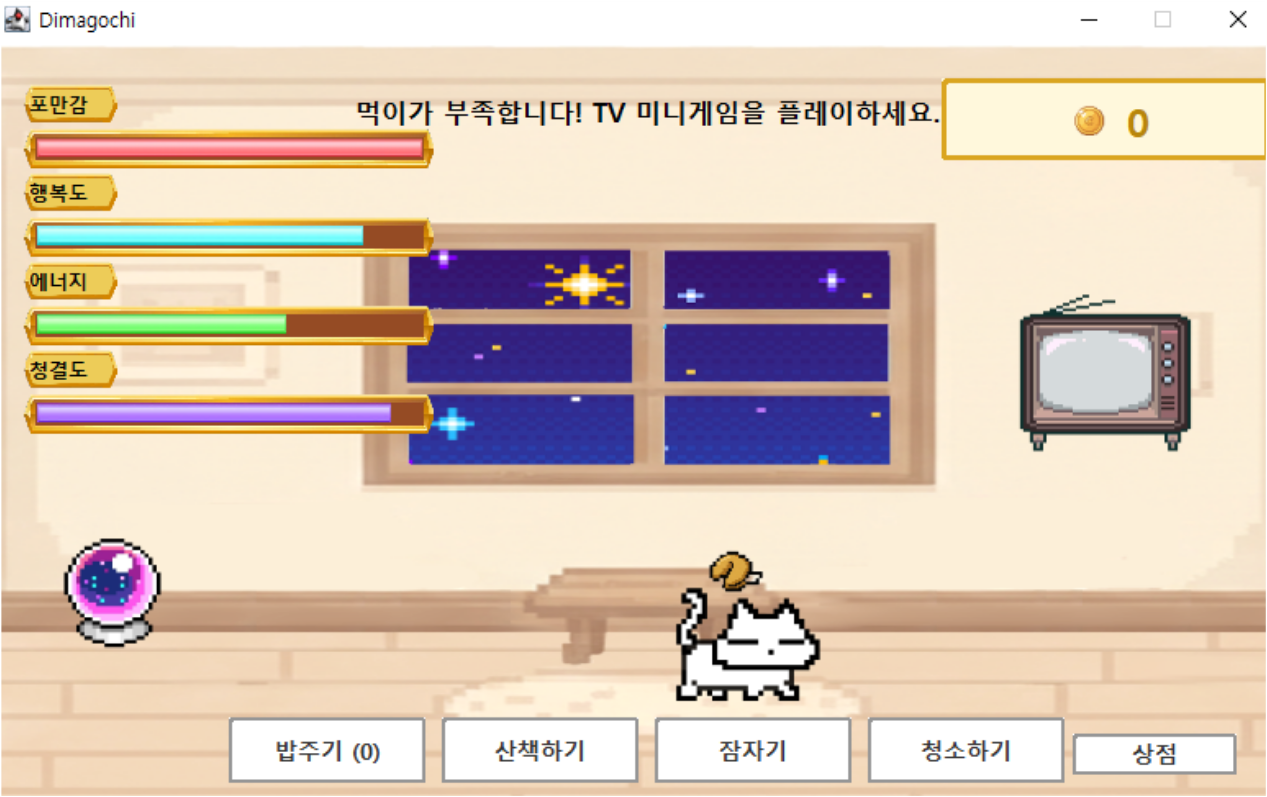 Dimagochi
포만감
먹이가 부족합니다! TV 미니게임을 플레이하세요.
0
행복도
에너지
청결도
밥주기 (0)
산책하기
잠자기
청소하기
상점